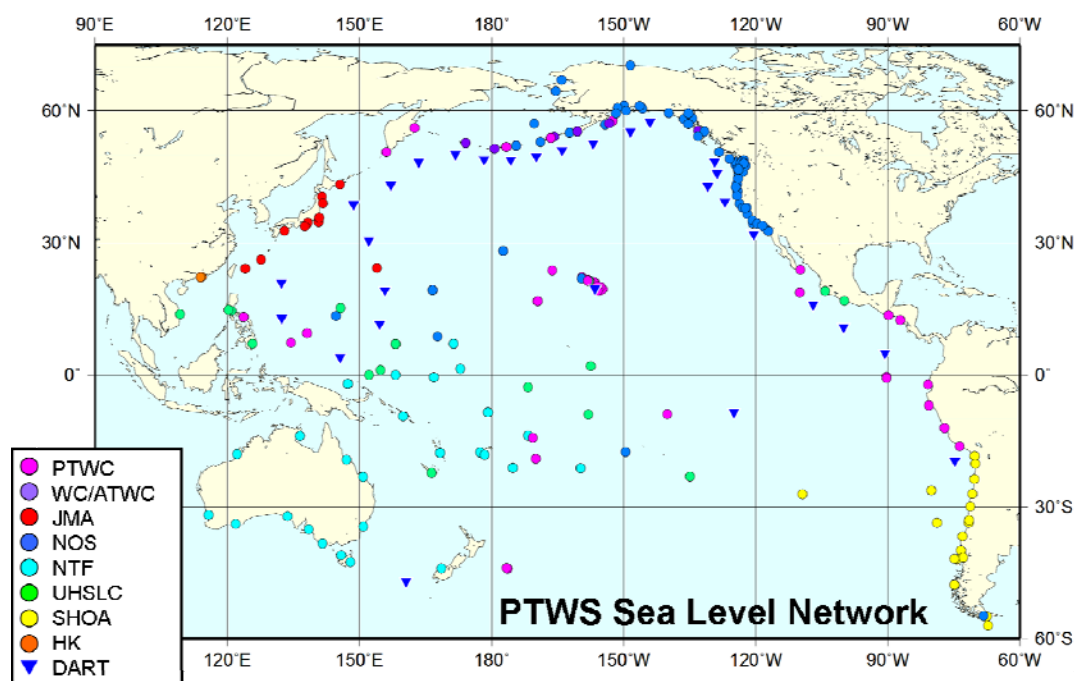 90°E 120°E 150°E 180° 150°W 120°W 90°W 60°W
60°N 60°N
30°N 30°N
0° 0°
30°S
60°S
PTWC
WC/ATWC
JMA
NOS
NTF
UHSLC
SHOA
HK
DART
PTWS Sea Level Network
120°E 150°E 180° 150°W 120°W 90°W 60°W